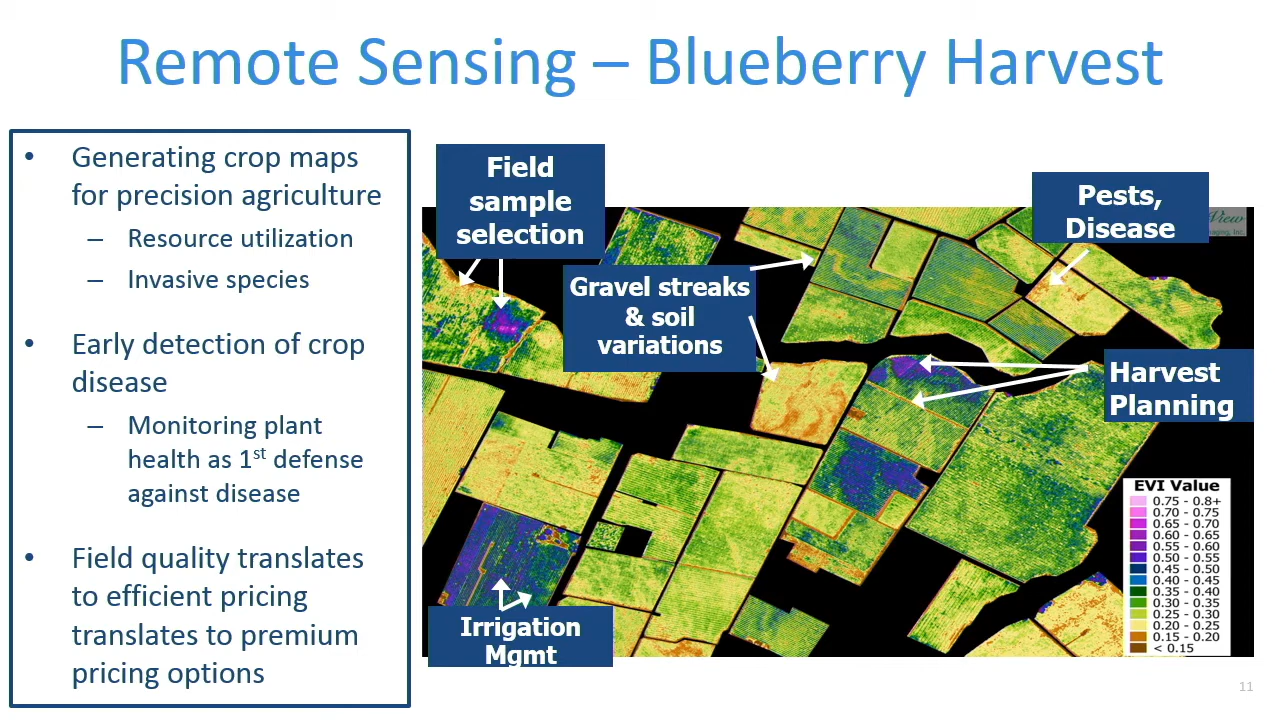 Remote Sensing – Blueberry Harvest
• Generating crop maps
for precision agriculture
– Resource utilization
– Invasive species
• Early detection of crop
disease
– Monitoring plant
health as 1st defense
against disease
• Field quality translates
to efficient pricing
translates to premium
pricing options
Field
sample
selection
Gravel streaks
& soil
variations
Pests,
Disease
View
Imaging, Inc.
Harvest
Planning
Irrigation
Mgmt
EVI Value
0.75 - 0.8+
0.70 - 0.75
0.65 - 0.70
0.60 - 0.65
0.55 - 0.60
0.50 - 0.55
0.45 - 0.50
0.40 - 0.45
0.35 - 0.40
0.30 - 0.35
0.25 - 0.30
0.20 - 0.25
0.15 - 0.20
< 0.15
11